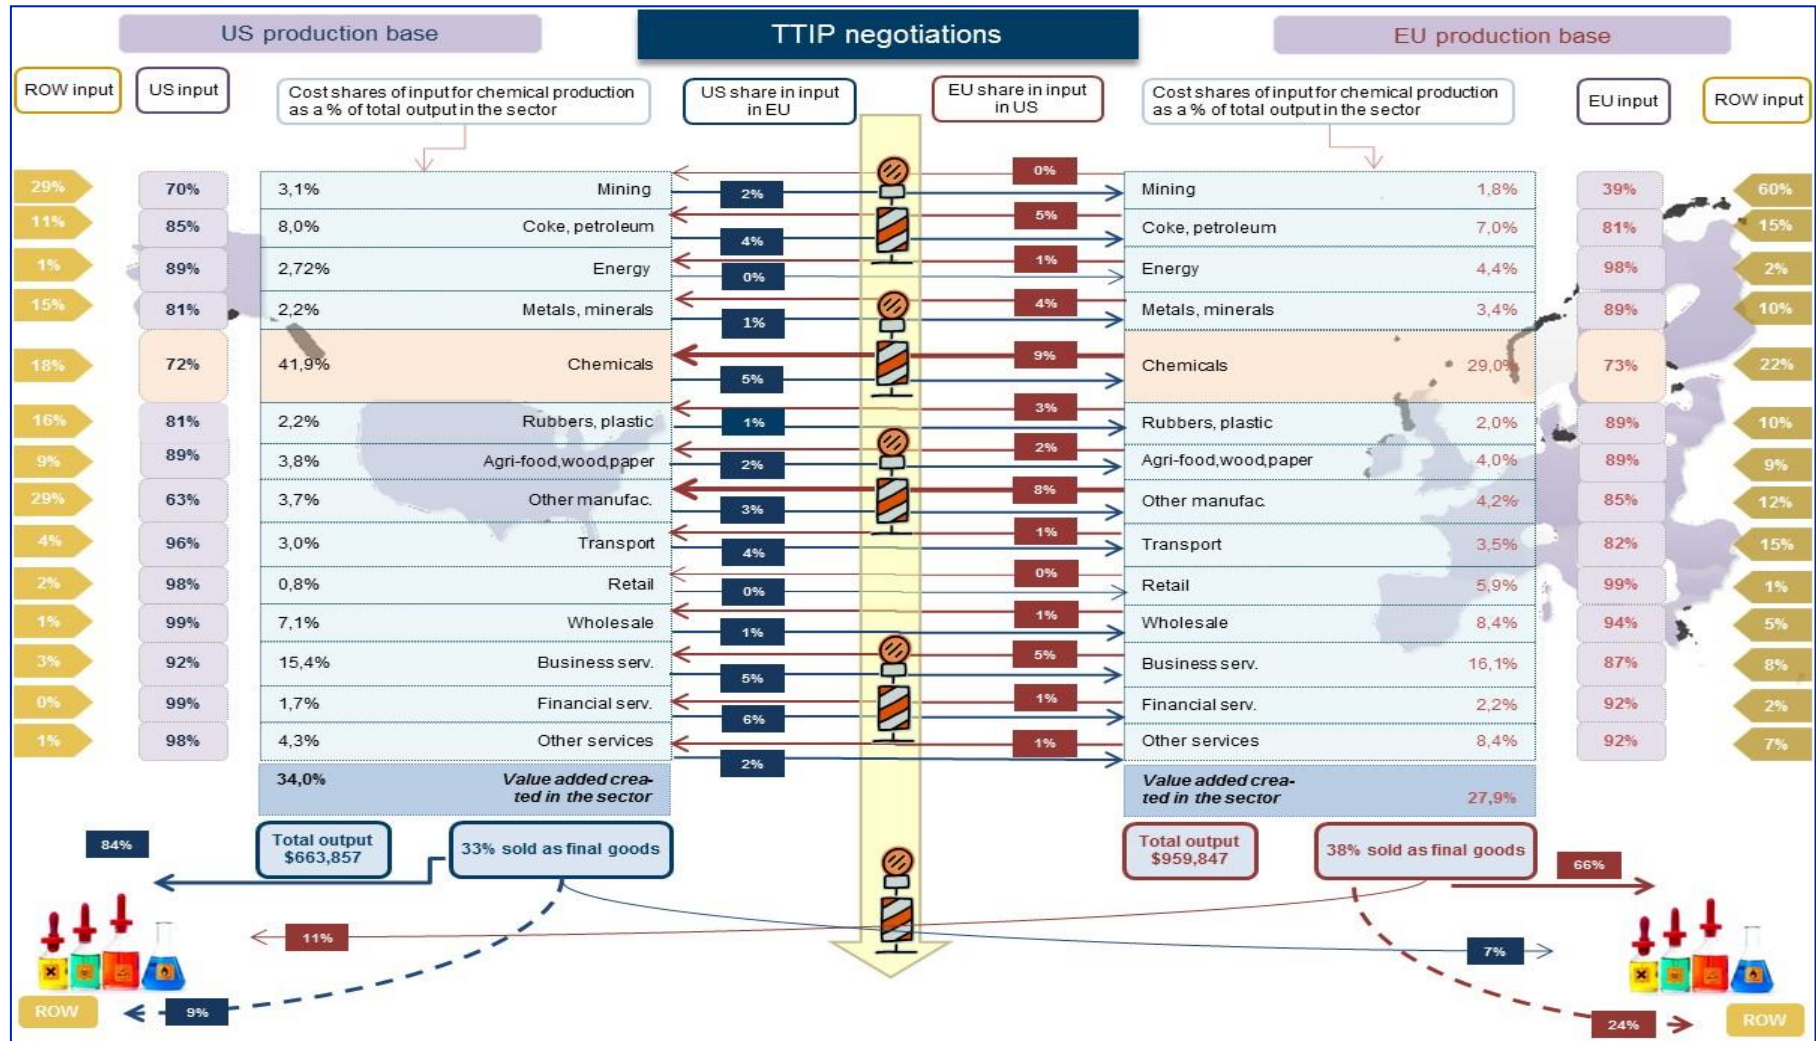 US production base
TTIP negotiations
EU production base
ROW input
US input
Cost shares of input for chemical production
as a % of total output in the sector
US share in input
in EU
EU share in input
in US
Cost shares of input for chemical production
as a % of total output in the sector
EU input
ROW input
29% 70% 3,1% Mining 2% 0% Mining 1,8% 39% 60%
11% 85% 8,0% Coke, petroleum 4% 5% Coke, petroleum 7,0% 81% 15%
1% 89% 2,72% Energy 0% 1% Energy 4,4% 98% 2%
15% 81% 2,2% Metals, minerals 1% 4% Metals, minerals 3,4% 89% 10%
18% 72% 41,9% Chemicals 5% 9% Chemicals 29,0% 73% 22%
16% 81% 2,2% Rubbers, plastic 1% 3% Rubbers, plastic 2,0% 89% 10%
9% 89% 3,8% Agri-food,wood,paper 2% 2% Agri-food,wood,paper 4,0% 89% 9%
29% 63% 3,7% Other manufac. 3% 8% Other manufac. 4,2% 85% 12%
4% 96% 3,0% Transport 4% 1% Transport 3,5% 82% 15%
2% 98% 0,8% Retail 0% 0% Retail 5,9% 99% 1%
1% 99% 7,1% Wholesale 1% 1% Wholesale 8,4% 94% 5%
3% 92% 15,4% Business serv. 5% 5% Business serv. 16,1% 87% 8%
0% 99% 1,7% Financial serv. 6% 1% Financial serv. 2,2% 92% 2%
1% 98% 4,3% Other services 2% 1% Other services 8,4% 92% 7%
34,0% Value added crea-
ted in the sector
Value added crea-
ted in the sector 27,9%
84%
Total output
$663,857
33% sold as final goods
Total output
$959,847
38% sold as final goods
66%
11%
7%
ROW
9%
24%
ROW